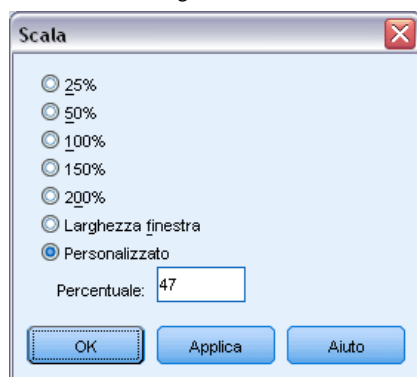 Scala
25%
50%
100%
150%
200%
Larghezza finestra
Personalizzato
Percentuale: 47
OK Applica Aiuto